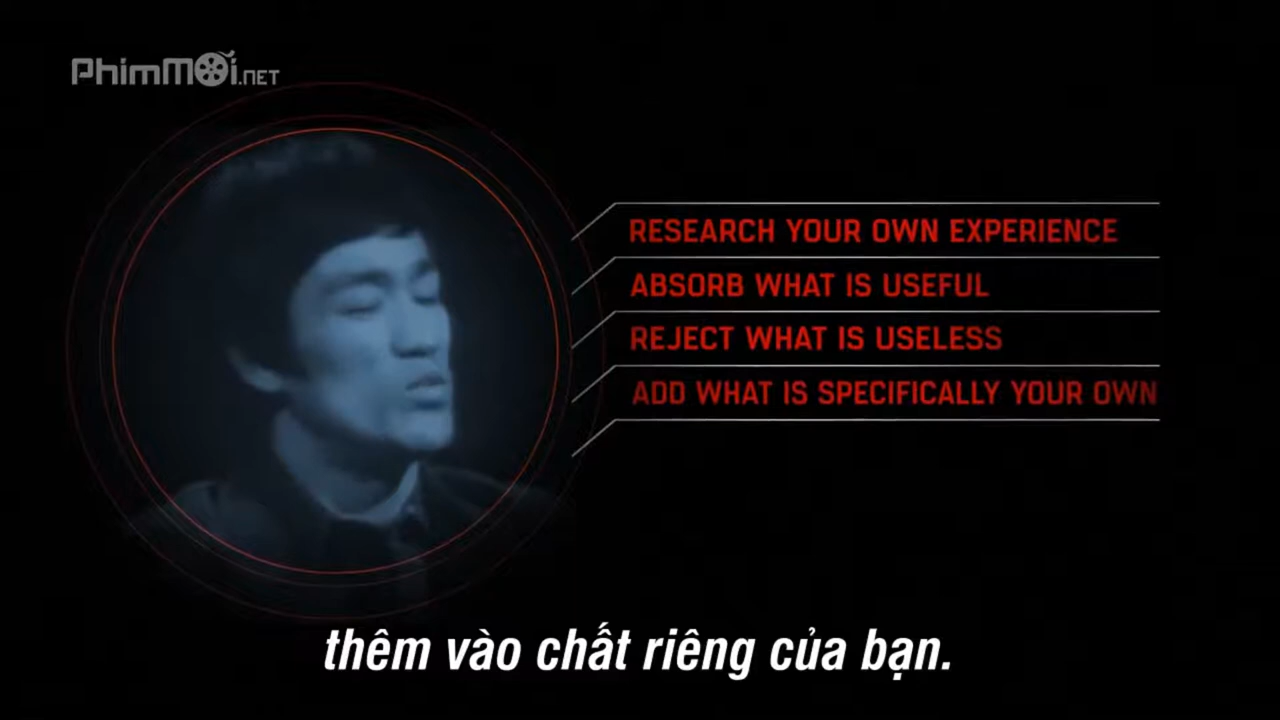 PhimMỡi.NET
RESEARCH YOUR OWN EXPERIENCE
ABSORB WHAT IS USEFUL
REJECT WHAT IS USELESS
ADD WHAT IS SPECIFICALLY YOUR OWN
thêm vào chất riêng của bạn.